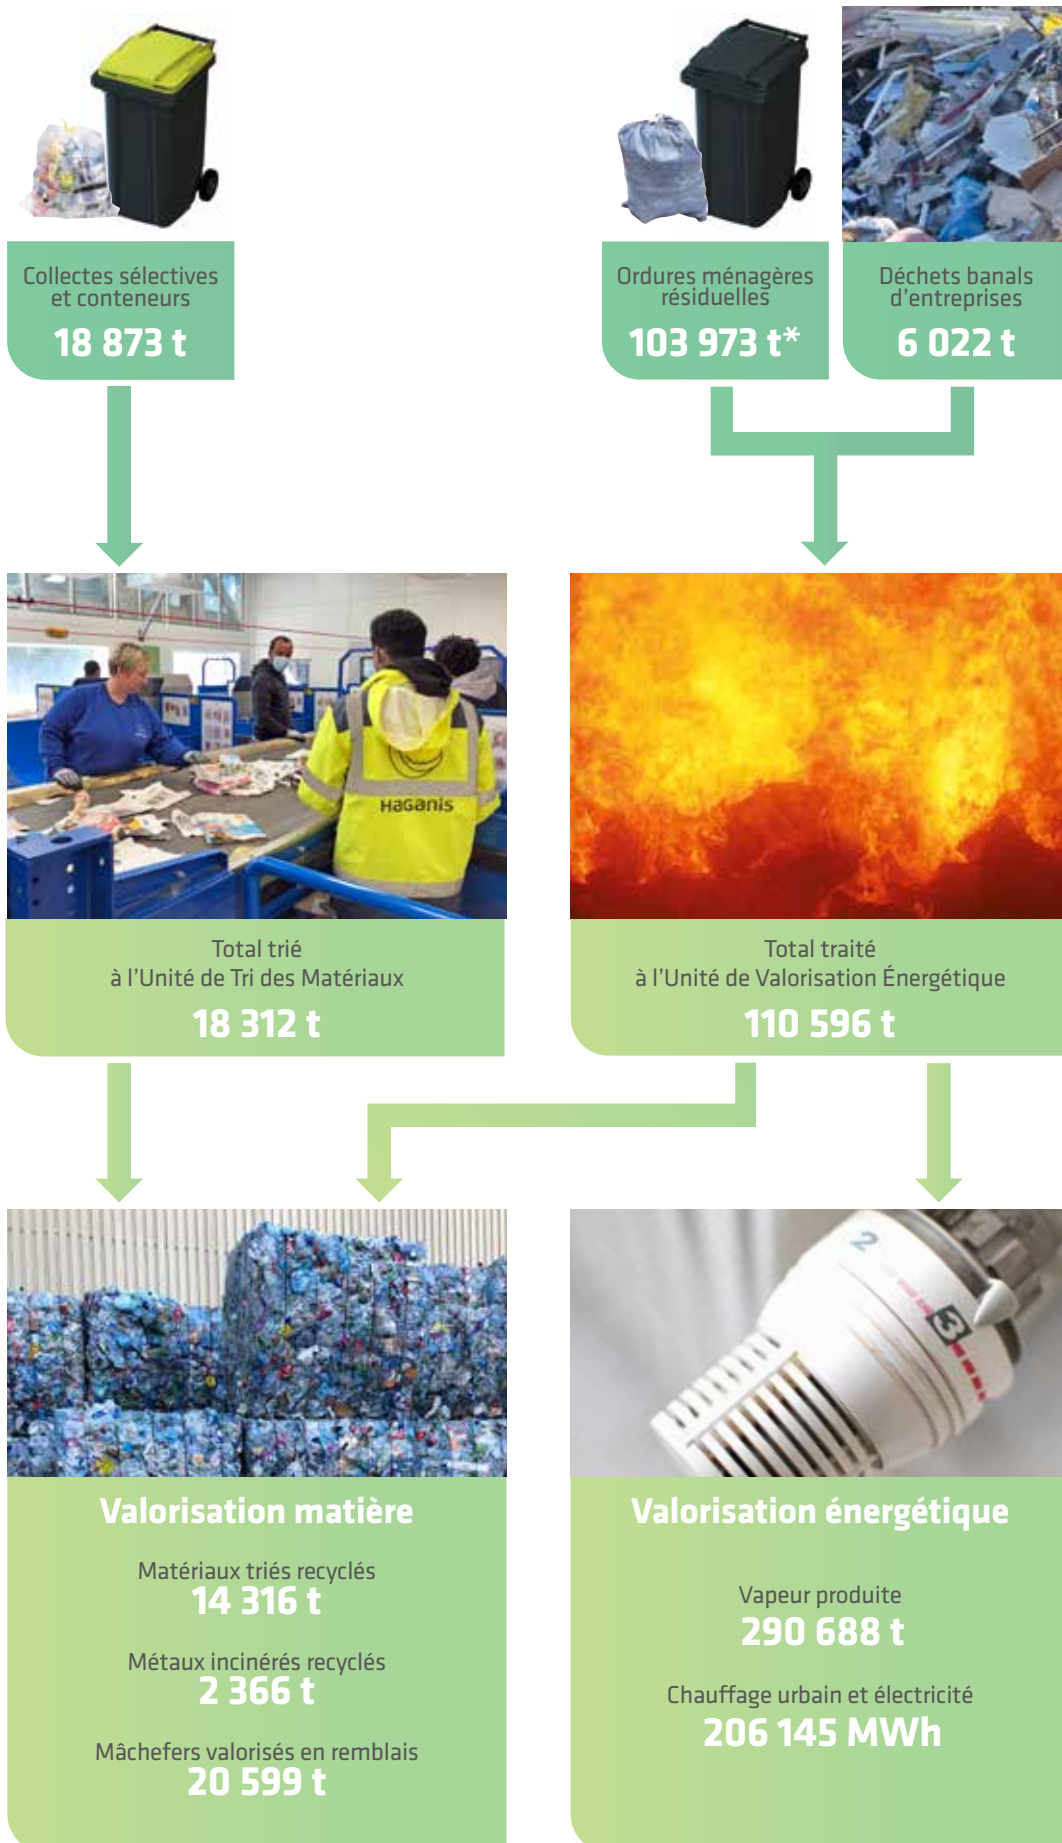 Collectes sélectives
et conteneurs
18 873 t
Ordures ménagères
résiduelles
103 973 t*
Déchets banals
d'entreprises
6 022 t
HAGANIS
Total trié
à l'Unité de Tri des Matériaux
18 312 t
Total traité
à l'Unité de Valorisation Énergétique
110 596 t
2
3
Valorisation matière
Matériaux triés recyclés
14 316 t
Métaux incinérés recyclés
2 366 t
Mâchefers valorisés en remblais
20 599 t
Valorisation énergétique
Vapeur produite
290 688 t
Chauffage urbain et électricité
206 145 MWh